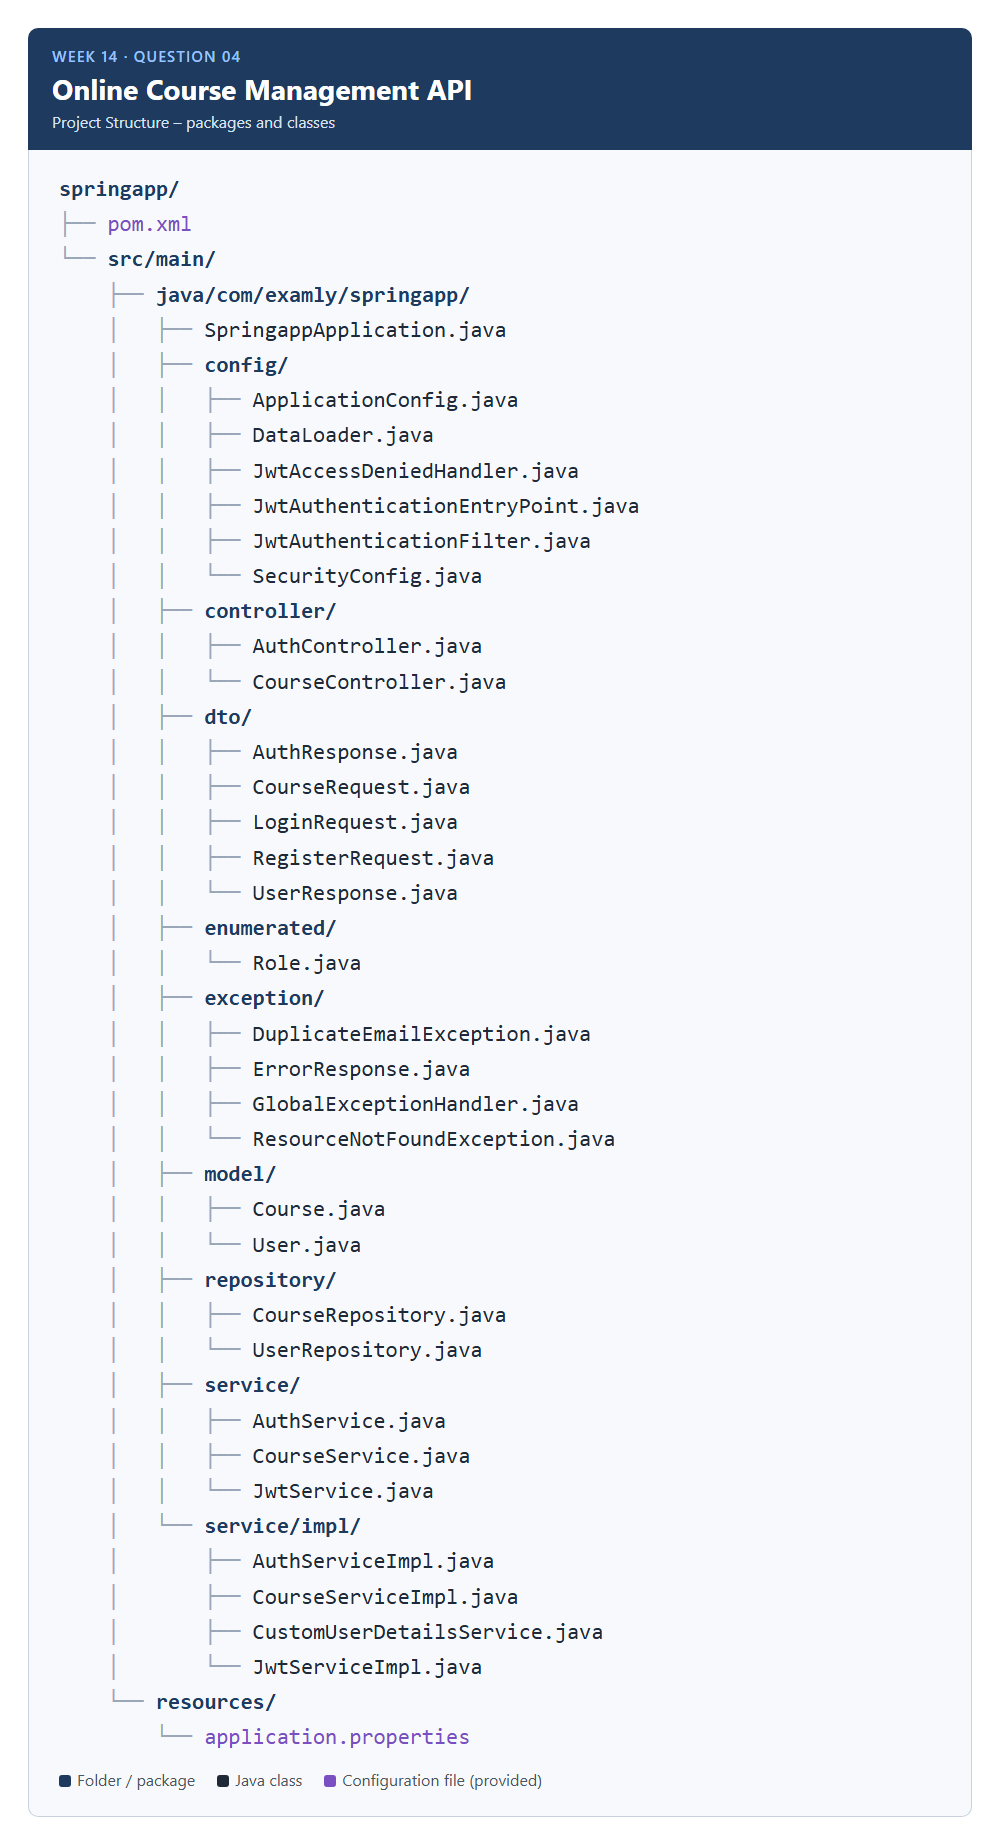 WEEK 14 · QUESTION 04
Online Course Management API
Project Structure – packages and classes
springapp/
├── pom.xml
└── src/main/
    ├── java/com/examly/springapp/
    │   ├── SpringappApplication.java
    │   ├── config/
    │   │   ├── ApplicationConfig.java
    │   │   ├── DataLoader.java
    │   │   ├── JwtAccessDeniedHandler.java
    │   │   ├── JwtAuthenticationEntryPoint.java
    │   │   ├── JwtAuthenticationFilter.java
    │   │   └── SecurityConfig.java
    │   ├── controller/
    │   │   ├── AuthController.java
    │   │   └── CourseController.java
    │   ├── dto/
    │   │   ├── AuthResponse.java
    │   │   ├── CourseRequest.java
    │   │   ├── LoginRequest.java
    │   │   ├── RegisterRequest.java
    │   │   └── UserResponse.java
    │   ├── enumerated/
    │   │   └── Role.java
    │   ├── exception/
    │   │   ├── DuplicateEmailException.java
    │   │   ├── ErrorResponse.java
    │   │   ├── GlobalExceptionHandler.java
    │   │   └── ResourceNotFoundException.java
    │   ├── model/
    │   │   ├── Course.java
    │   │   └── User.java
    │   ├── repository/
    │   │   ├── CourseRepository.java
    │   │   └── UserRepository.java
    │   ├── service/
    │   │   ├── AuthService.java
    │   │   ├── CourseService.java
    │   │   └── JwtService.java
    │   └── service/impl/
    │       ├── AuthServiceImpl.java
    │       ├── CourseServiceImpl.java
    │       ├── CustomUserDetailsService.java
    │       └── JwtServiceImpl.java
    └── resources/
        └── application.properties
Folder / package Java class Configuration file (provided)